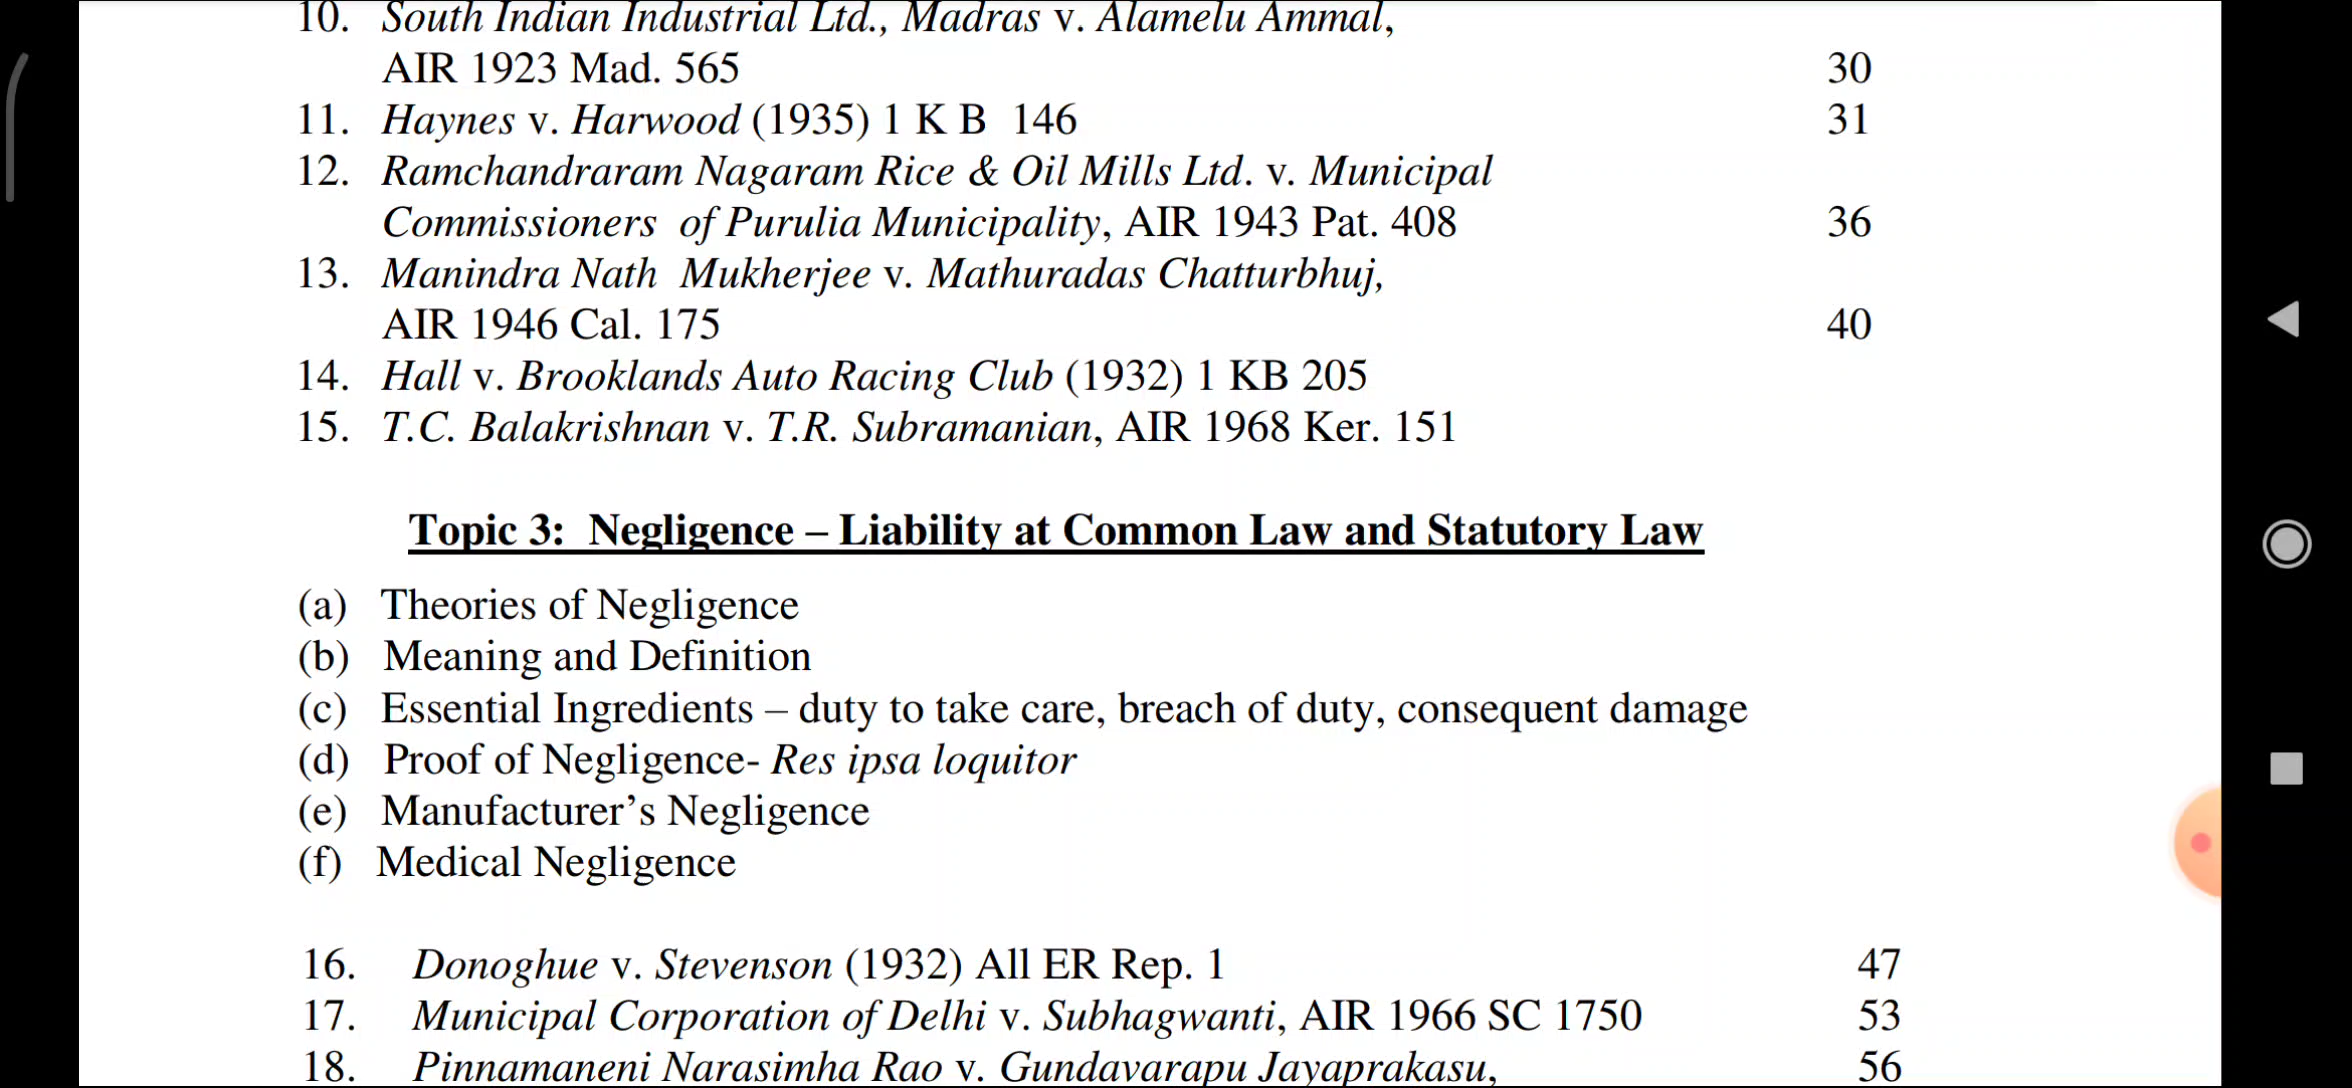 10. South Indian Industrial Ltd., Madras v. Alamelu Ammal,
AIR 1923 Mad. 565 30
11. Haynes v. Harwood (1935) 1 K B 146 31
12. Ramchandraram Nagaram Rice & Oil Mills Ltd. v. Municipal
Commissioners of Purulia Municipality, AIR 1943 Pat. 408 36
13. Manindra Nath Mukherjee v. Mathuradas Chatturbhuj,
AIR 1946 Cal. 175 40
14. Hall v. Brooklands Auto Racing Club (1932) 1 KB 205
15. T.C. Balakrishnan v. T.R. Subramanian, AIR 1968 Ker. 151
Topic 3: Negligence – Liability at Common Law and Statutory Law
(a) Theories of Negligence
(b) Meaning and Definition
(c) Essential Ingredients – duty to take care, breach of duty, consequent damage
(d) Proof of Negligence- Res ipsa loquitor
(e) Manufacturer’s Negligence
(f) Medical Negligence
16. Donoghue v. Stevenson (1932) All ER Rep. 1 47
17. Municipal Corporation of Delhi v. Subhagwanti, AIR 1966 SC 1750 53
18. Pinnamaneni Narasimha Rao v. Gundavarapu Jayaprakasu, 56